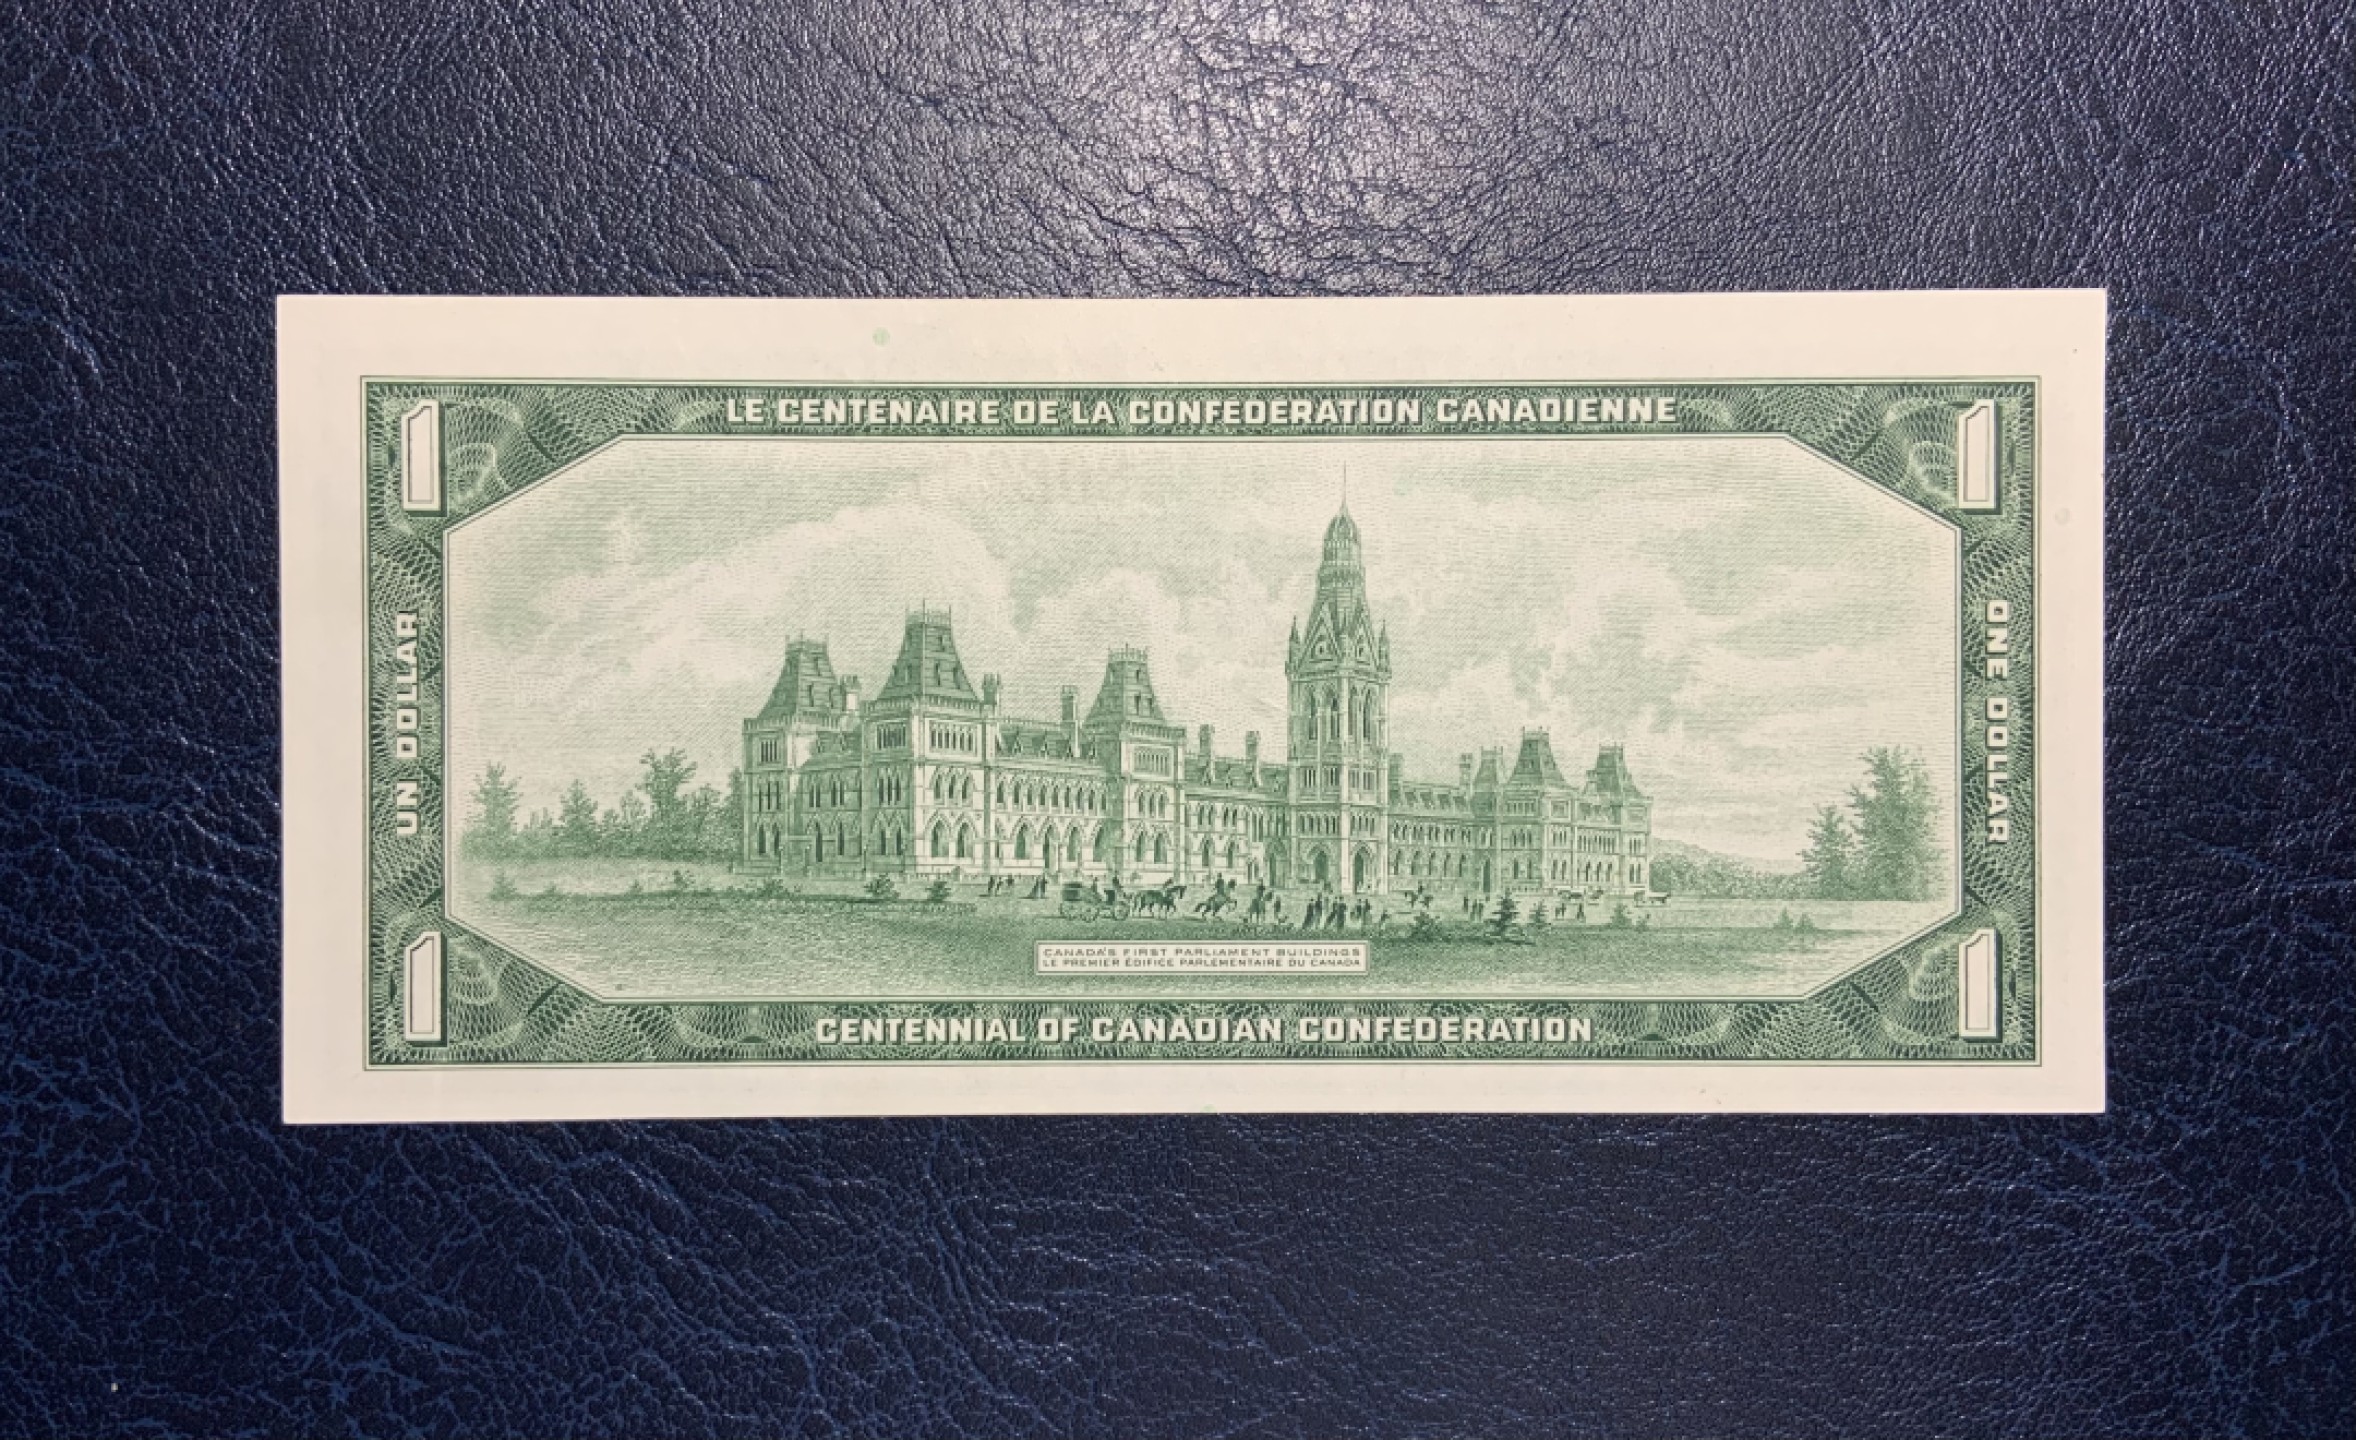 LE CENTENAIRE DE LA CONFEDERATION CANADIENNE
1
1
UN DOLLAR
ONE DOLLAR
CANADA'S FIRST PARLIAMENT BUILDINGS
LE PREMIER ÉDIFICE PARLEMENTAIRE DU CANADA
1
1
CENTENNIAL OF CANADIAN CONFEDERATION